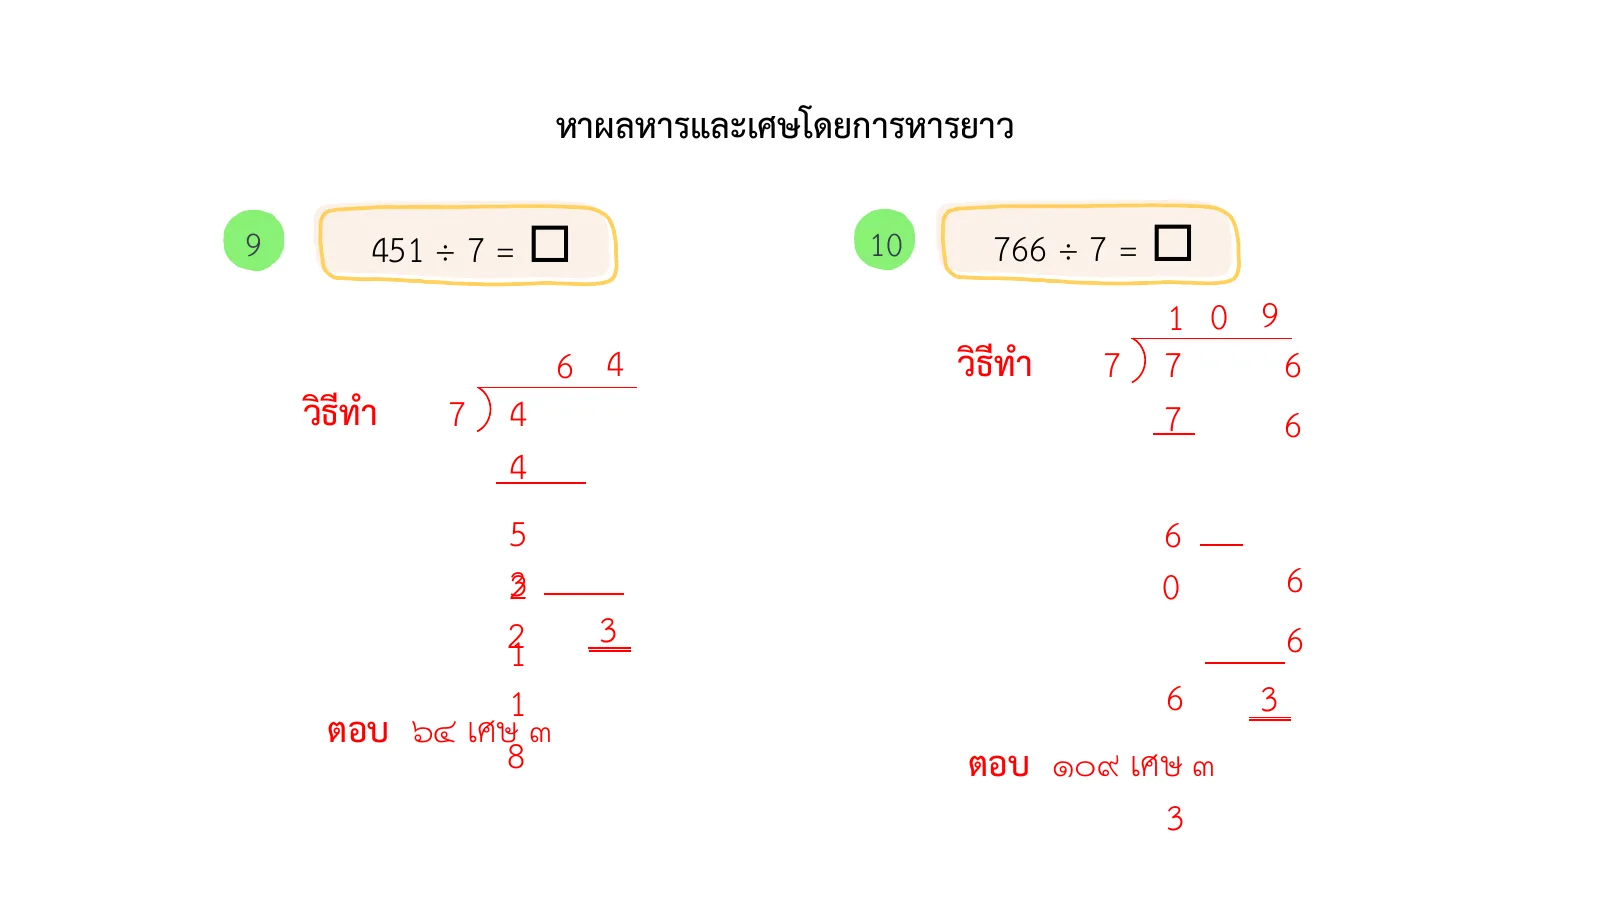 หาผลหารและเศษโดยการหารยาว
9
451 ÷ 7 = □
6 4
วิธีทำ 7 ) 4
4
5
2
3
2
1
3
1
8
ตอบ ๖๔ เศษ ๓
10
766 ÷ 7 = □
1 0 9
วิธีทำ 7 ) 7 6
7 6
6
0 6
6
6 3
ตอบ ๑๐๙ เศษ ๓
3